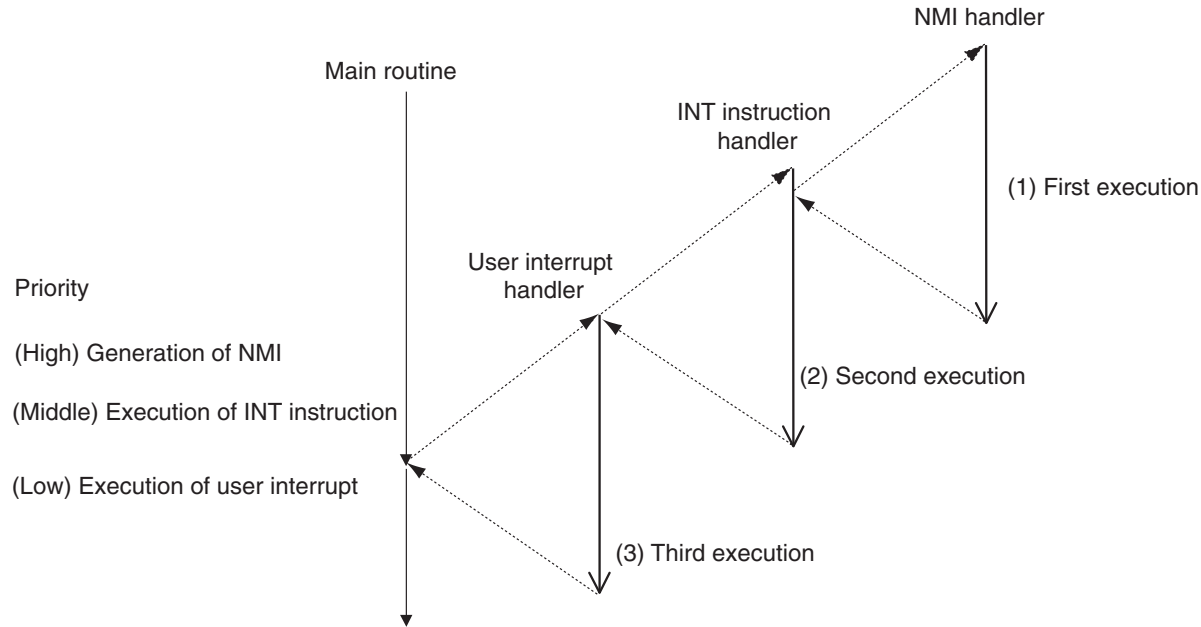 NMI handler
Main routine
INT instruction
handler
(1) First execution
User interrupt
handler
Priority
(High) Generation of NMI
(2) Second execution
(Middle) Execution of INT instruction
(Low) Execution of user interrupt
(3) Third execution